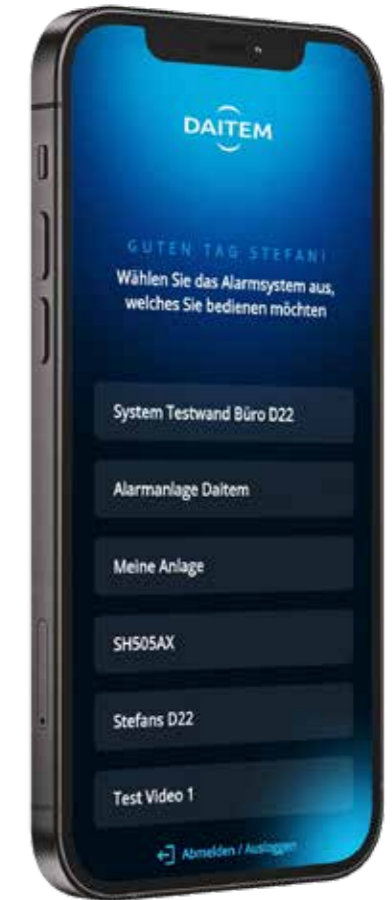 DAITEM
GUTEN TAG STEFAN!
Wählen Sie das Alarmsystem aus,
welches Sie bedienen möchten
System Testwand Büro D22
Alarmanlage Daitem
Meine Anlage
SH505AX
Stefans D22
Test Video 1
Abmelden / Ausloggen